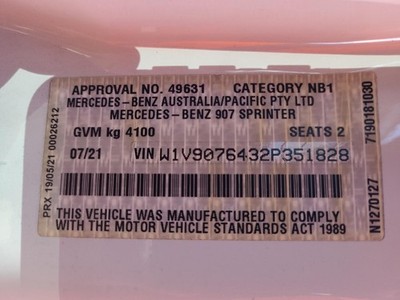 APPROVAL NO. 49631 CATEGORY NB1
MERCEDES-BENZ AUSTRALIA/PACIFIC PTY LTD
MERCEDES-BENZ 907 SPRINTER
GVM kg 4100 SEATS 2
07/21 VIN W1V9076432P351828
THIS VEHICLE WAS MANUFACTURED TO COMPLY
WITH THE MOTOR VEHICLE STANDARDS ACT 1989
PRX 19/05/21 00026212
N1270127 7190181030